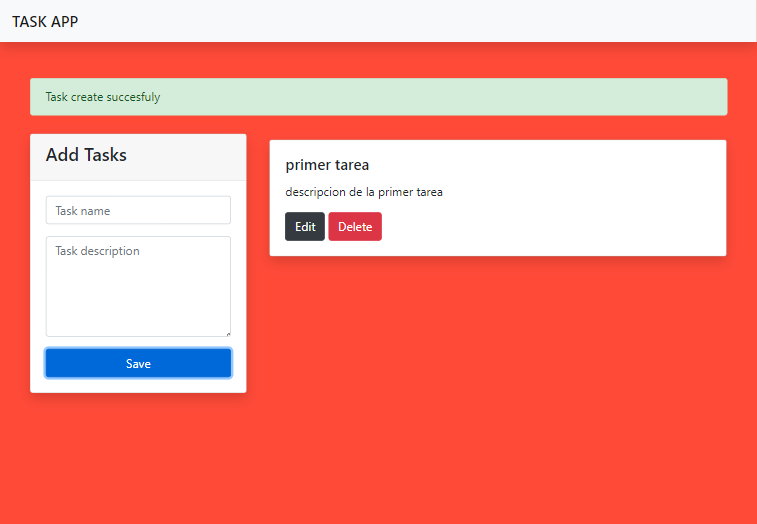 TASK APP
Task create succesfuly
Add Tasks
Task name
Task description
Save
primer tarea
descripcion de la primer tarea
Edit Delete